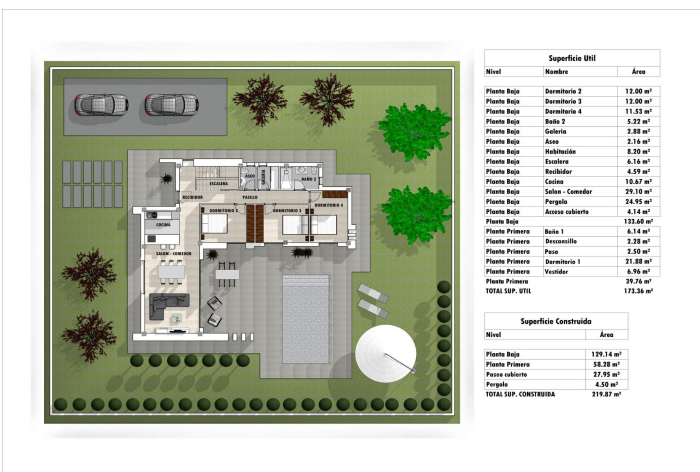 ESCALERA
ASEO
GALERIA
BAÑO 2
RECIBIDOR
PASILLO
DORMITORIO 4
DORMITORIO 3
COCINA
SALON - COMEDOR
Superficie Util
Nivel Nombre Área
Planta Baja Dormitorio 2 12.00 m²
Planta Baja Dormitorio 3 12.00 m²
Planta Baja Dormitorio 4 11.53 m²
Planta Baja Baño 2 5.22 m²
Planta Baja Galeria 2.88 m²
Planta Baja Aseo 2.16 m²
Planta Baja Habitación 8.20 m²
Planta Baja Escalera 6.16 m²
Planta Baja Recibidor 4.59 m²
Planta Baja Cocina 10.67 m²
Planta Baja Salon - Comedor 29.10 m²
Planta Baja Pergola 24.95 m²
Planta Baja Acceso cubierto 4.14 m²
Planta Baja 133.60 m²
Planta Primera Baño 1 6.14 m²
Planta Primera Descansillo 2.28 m²
Planta Primera Paso 2.50 m²
Planta Primera Dormitorio 1 21.88 m²
Planta Primera Vestidor 6.96 m²
Planta Primera 39.76 m²
TOTAL SUP. UTIL 173.36 m²
Superficie Construida
Nivel Área
Planta Baja 129.14 m²
Planta Primera 58.28 m²
Paseo cubierto 27.95 m²
Pergola 4.50 m²
TOTAL SUP. CONSTRUIDA 219.87 m²